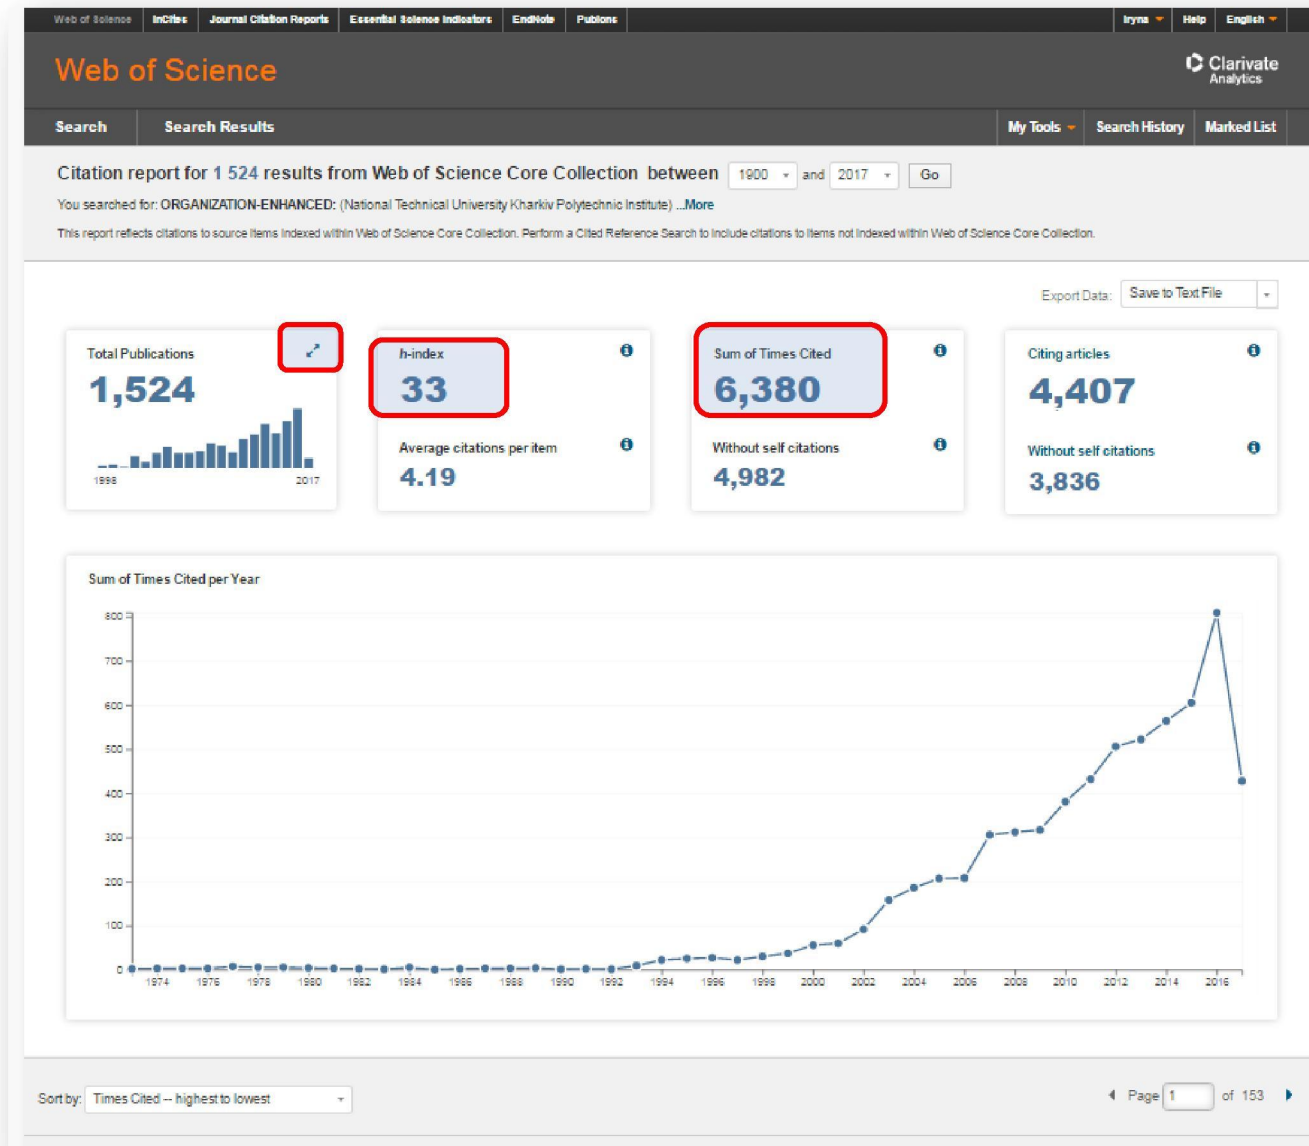 Web of Science InCites Journal Citation Reports Essential Science Indicators EndNote Publons Iryna Help English
Web of Science
Clarivate
Analytics
Search Search Results My Tools Search History Marked List
Citation report for 1 524 results from Web of Science Core Collection between 1900 and 2017 Go
You searched for: ORGANIZATION-ENHANCED: (National Technical University Kharkiv Polytechnic Institute) ...More
This report reflects citations to source items indexed within Web of Science Core Collection. Perform a Cited Reference Search to include citations to items not indexed within Web of Science Core Collection.
Export Data: Save to Text File
Total Publications
1,524
1998 2017
h-index
33
Average citations per item
4.19
Sum of Times Cited
6,380
Without self citations
4,982
Citing articles
4,407
Without self citations
3,836
Sum of Times Cited per Year
800
700
600
500
400
300
200
100
0
1974 1976 1978 1980 1982 1984 1986 1988 1990 1992 1994 1996 1998 2000 2002 2004 2006 2008 2010 2012 2014 2016
Sort by: Times Cited -- highest to lowest
Page 1 of 153